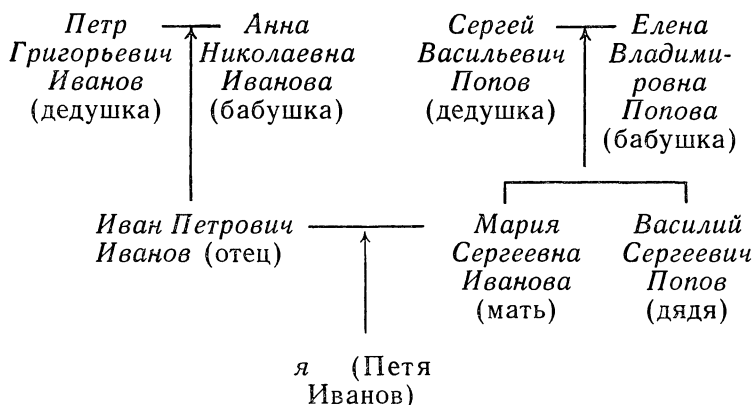 Петр
Григорьевич
Иванов
(дедушка)
Анна
Николаевна
Иванова
(бабушка)
Сергей
Васильевич
Попов
(дедушка)
Елена
Владими-
ровна
Попова
(бабушка)
Иван Петрович
Иванов (отец)
Мария
Сергеевна
Иванова
(мать)
Василий
Сергеевич
Попов
(дядя)
я (Петя
Иванов)